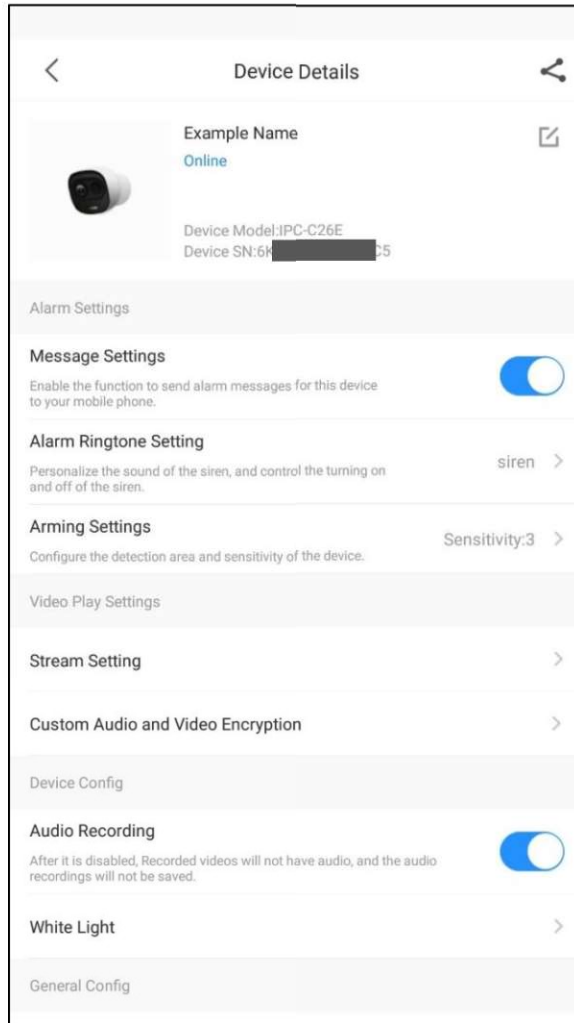 Device Details
Example Name
Online
Device Model:IPC-C26E
Device SN:6K C5
Alarm Settings
Message Settings
Enable the function to send alarm messages for this device
to your mobile phone.
Alarm Ringtone Setting
siren
Personalize the sound of the siren, and control the turning on
and off of the siren.
Arming Settings
Sensitivity:3
Configure the detection area and sensitivity of the device.
Video Play Settings
Stream Setting
Custom Audio and Video Encryption
Device Config
Audio Recording
After it is disabled, Recorded videos will not have audio, and the audio
recordings will not be saved.
White Light
General Config